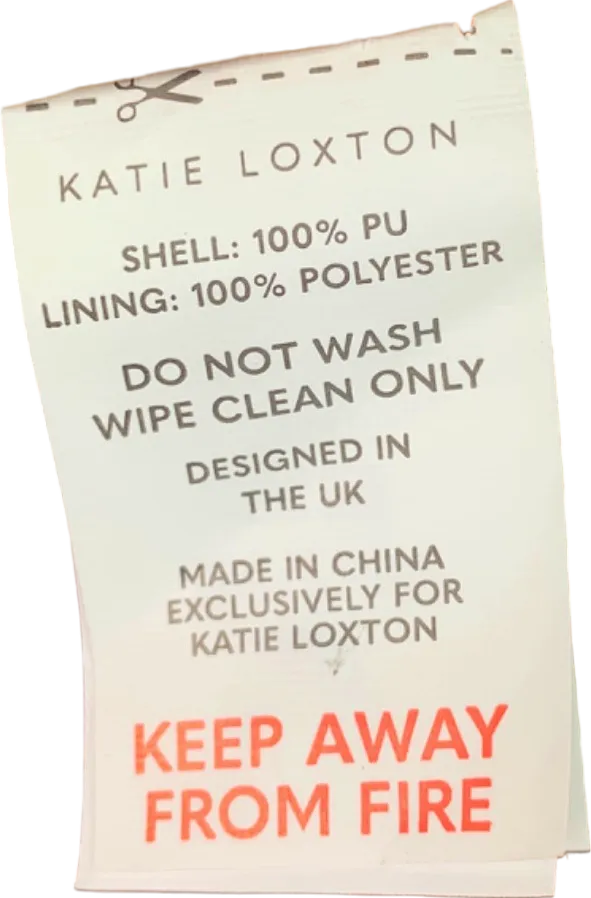 KATIE LOXTON
SHELL: 100% PU
LINING: 100% POLYESTER
DO NOT WASH
WIPE CLEAN ONLY
DESIGNED IN
THE UK
MADE IN CHINA
EXCLUSIVELY FOR
KATIE LOXTON
KEEP AWAY
FROM FIRE